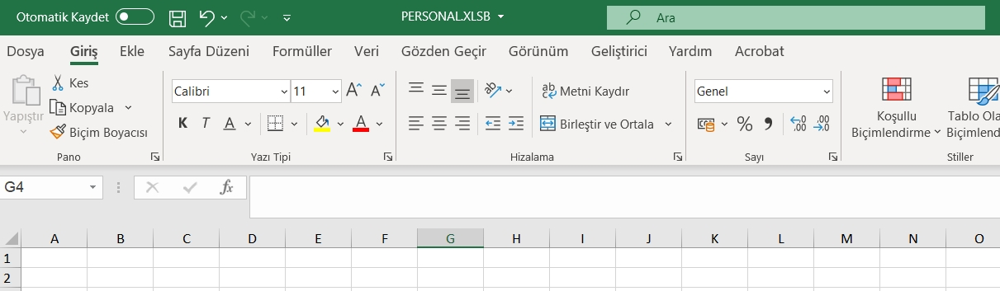 Otomatik Kaydet PERSONAL.XLSB Ara
Dosya Giriş Ekle Sayfa Düzeni Formüller Veri Gözden Geçir Görünüm Geliştirici Yardım Acrobat
Yapıştır
Kes
Kopyala
Biçim Boyacısı
Pano
Calibri 11 A A
K T A A
Yazı Tipi
ab Metni Kaydır
Birleştir ve Ortala
Hizalama
Genel
% , ,00 ,00
Sayı
Koşullu
Biçimlendirme
Tablo Ola
Biçimlend
Stiller
G4 fx
A B C D E F G H I J K L M N O
1
2